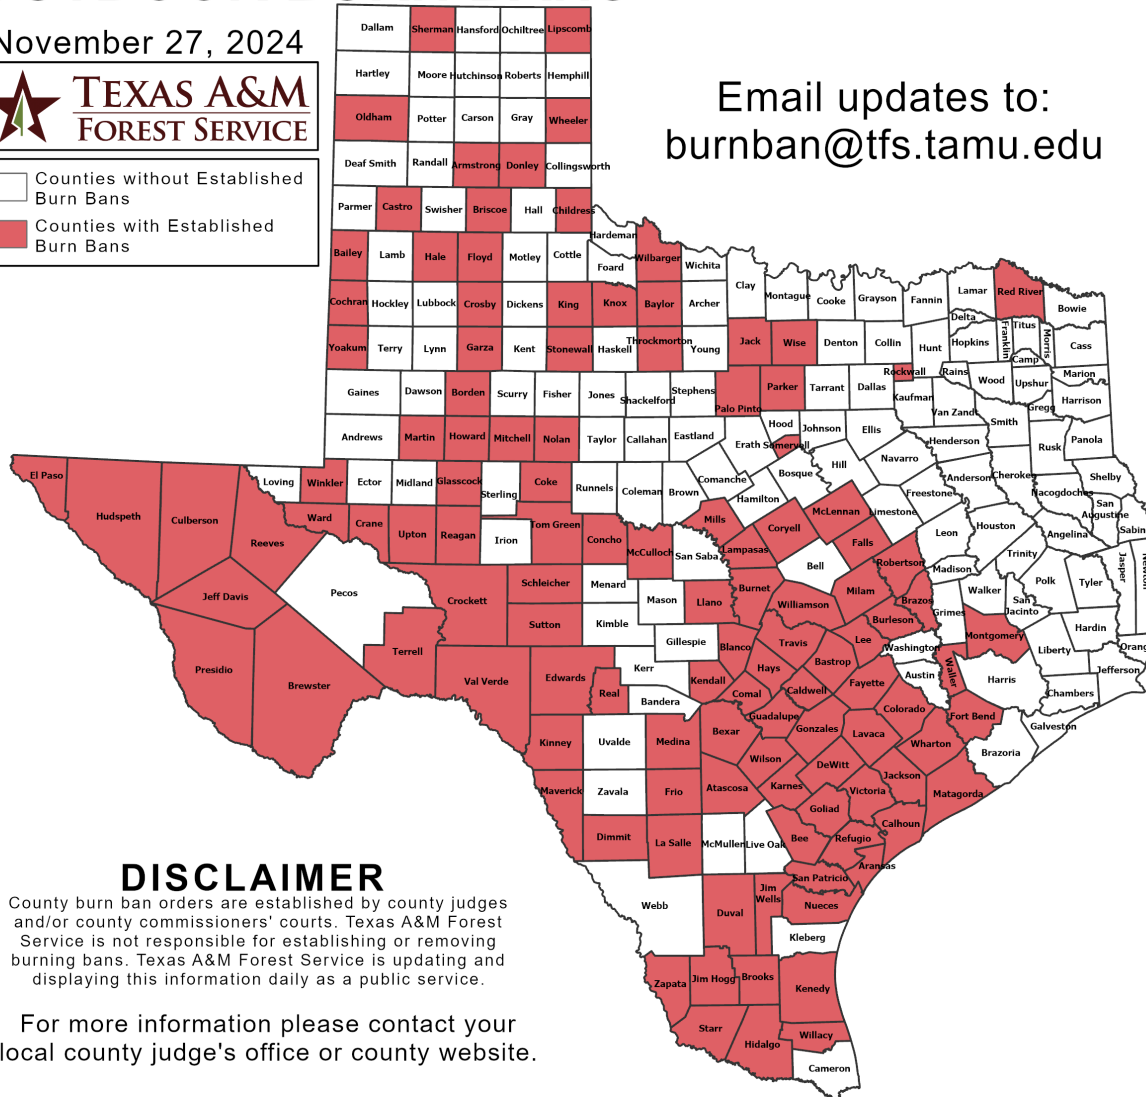 November 27, 2024
TEXAS A&M
FOREST SERVICE
Counties without Established
Burn Bans
Counties with Established
Burn Bans
Email updates to:
burnban@tfs.tamu.edu
Dallam Sherman Hansford Ochiltree Lipscomb
Hartley Moore Hutchinson Roberts Hemphill
Oldham Potter Carson Gray Wheeler
Deaf Smith Randall Armstrong Donley Collingsworth
Parmer Castro Swisher Briscoe Hall Childress
Hardeman
Bailey Lamb Hale Floyd Motley Cottle Foard Wilbarger Wichita
Clay Montague Cooke Grayson Fannin Lamar Red River Bowie
Cochran Hockley Lubbock Crosby Dickens King Knox Baylor Archer
Delta Franklin Titus Morris Cass
Yoakum Terry Lynn Garza Kent Stonewall Haskell Throckmorton Young Jack Wise Denton Collin Hunt Hopkins Camp
Rockwall Rains Wood Upshur Marion
Gaines Dawson Borden Scurry Fisher Jones Shackelford Stephens Palo Pinto Parker Tarrant Dallas Kaufman Van Zandt Smith Gregg Harrison
Andrews Martin Howard Mitchell Nolan Taylor Callahan Eastland Erath Hood Somervell Johnson Ellis Henderson Rusk Panola
El Paso Loving Winkler Ector Midland Glasscock Sterling Coke Runnels Coleman Brown Comanche Hamilton Bosque Hill Navarro Freestone Anderson Cherokee Nacogdoches Shelby
San
Augustine
Sabin
Hudspeth Culberson Reeves Ward Crane Upton Reagan Irion Tom Green Concho McCulloch San Saba Mills Lampasas Coryell McLennan Limestone Falls Leon Houston Angelina
Trinity
Jeff Davis Pecos Crockett Schleicher Menard Mason Llano Burnet Bell Williamson Milam Robertson Brazos Madison Walker Polk Tyler Jasper Newton
San
Jacinto
Presidio Brewster Terrell Sutton Kimble Gillespie Blanco Travis Lee Burleson Washington Grimes Montgomery Liberty Hardin Orang
Val Verde Edwards Real Kerr Bandera Kendall Hays Comal Bastrop Caldwell Fayette Austin Waller Harris Chambers Jefferson
Kinney Uvalde Medina Bexar Guadalupe Gonzales Lavaca Colorado Wharton Fort Bend Brazoria Galveston
Maverick Zavala Frio Atascosa Wilson Karnes DeWitt Victoria Jackson Matagorda
Dimmit La Salle McMullen Live Oak Bee Goliad Refugio Calhoun Aransas
San Patricio
Webb Duval
Jim
Wells
Nueces
Kleberg
Zapata Jim Hogg Brooks Kenedy
Starr Hidalgo Willacy
Cameron
DISCLAIMER
County burn ban orders are established by county judges
and/or county commissioners' courts. Texas A&M Forest
Service is not responsible for establishing or removing
burning bans. Texas A&M Forest Service is updating and
displaying this information daily as a public service.
For more information please contact your
local county judge's office or county website.